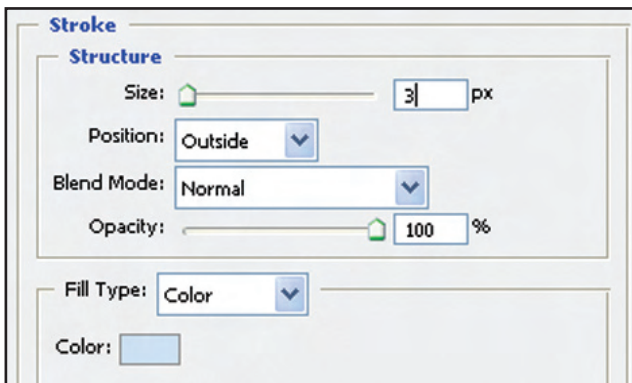 Stroke
Structure
Size: 3 px
Position: Outside
Blend Mode: Normal
Opacity: 100 %
Fill Type: Color
Color: